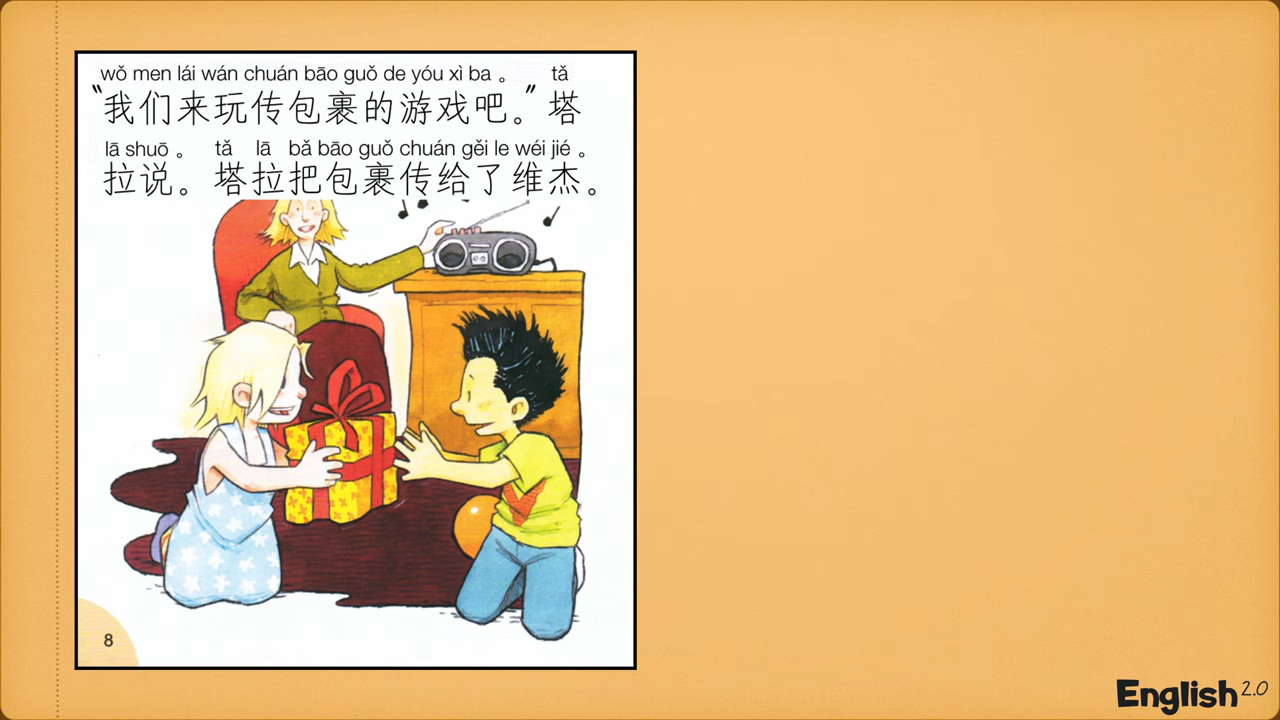 wǒ men lái wán chuán bāo guǒ de yóu xì ba 。 tǎ
“我们来玩传包裹的游戏吧。”塔
lā shuō 。 tǎ lā bǎ bāo guǒ chuán gěi le wéi jié 。
拉说。塔拉把包裹传给了维杰。
8
English 2.0